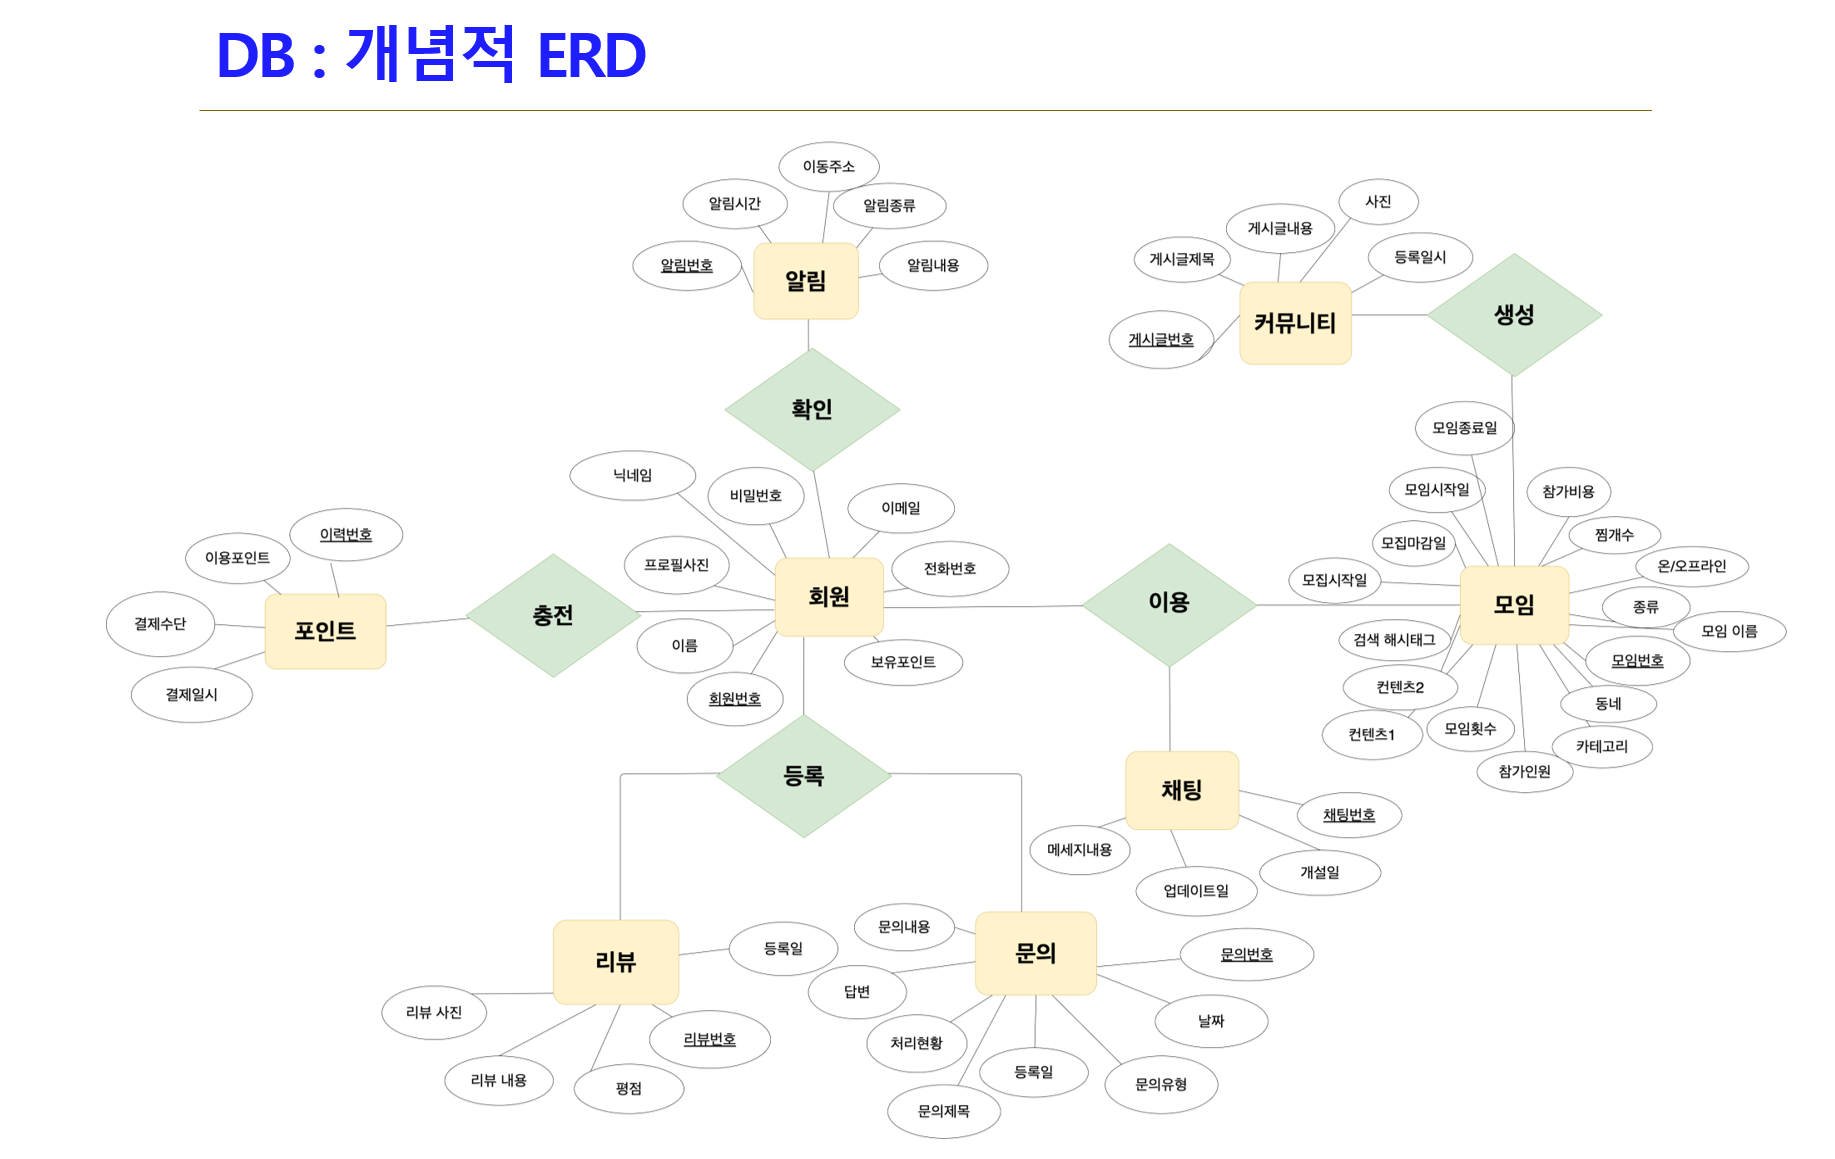 DB : 개념적 ERD
이동주소
알림시간
알림종류
알림번호
알림내용
알림
확인
사진
게시글내용
게시글제목
등록일시
게시글번호
커뮤니티
생성
닉네임
비밀번호
이메일
프로필사진
전화번호
회원
이름
보유포인트
회원번호
이력번호
이용포인트
결제수단
포인트
결제일시
충전
이용
모임종료일
모임시작일
참가비용
모집마감일
찜개수
모집시작일
온/오프라인
모임
종류
검색 해시태그
모임 이름
모임번호
컨텐츠2
동네
컨텐츠1
모임횟수
카테고리
참가인원
등록
채팅
채팅번호
메세지내용
개설일
업데이트일
리뷰
등록일
리뷰 사진
리뷰번호
리뷰 내용
평점
문의내용
문의
문의번호
답변
날짜
처리현황
등록일
문의유형
문의제목